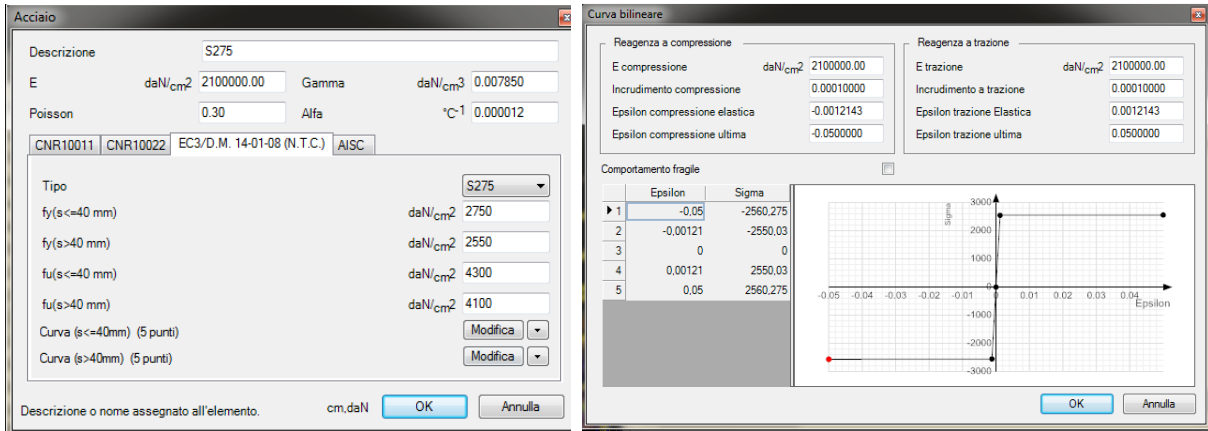 Acciaio
Descrizione S275
E daN/cm2 2100000.00 Gamma daN/cm3 0.007850
Poisson 0.30 Alfa °C-1 0.000012
CNR10011 CNR10022 EC3/D.M. 14-01-08 (N.T.C.) AISC
Tipo S275
fy(s<=40 mm) daN/cm2 2750
fy(s>40 mm) daN/cm2 2550
fu(s<=40 mm) daN/cm2 4300
fu(s>40 mm) daN/cm2 4100
Curva (s<=40mm) (5 punti) Modifica
Curva (s>40mm) (5 punti) Modifica
Descrizione o nome assegnato all'elemento. cm,daN OK Annulla
Curva bilineare
Reagenza a compressione
E compressione daN/cm2 2100000.00
Incrudimento compressione 0.00010000
Epsilon compressione elastica -0.0012143
Epsilon compressione ultima -0.0500000
Reagenza a trazione
E trazione daN/cm2 2100000.00
Incrudimento a trazione 0.00010000
Epsilon trazione Elastica 0.0012143
Epsilon trazione ultima 0.0500000
Comportamento fragile
Epsilon Sigma
1 -0,05 -2560,275
2 -0,00121 -2550,03
3 0 0
4 0,00121 2550,03
5 0,05 2560,275
Sigma
3000
2000
1000
0
-0.05 -0.04 -0.03 -0.02 -0.01 0 0.01 0.02 0.03 0.04
Epsilon
-1000
-2000
-3000
OK Annulla